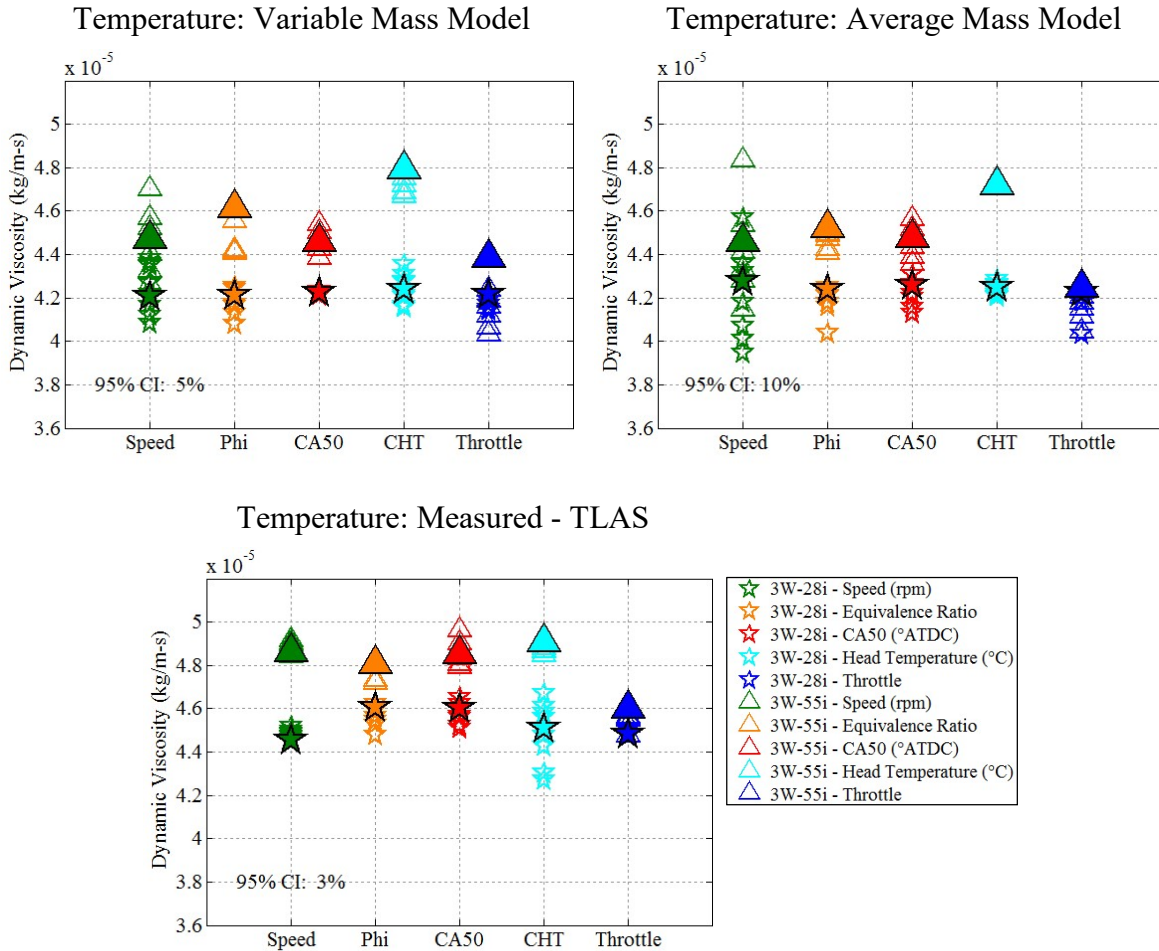 Temperature: Variable Mass Model
x 10-5
Dynamic Viscosity (kg/m-s)
5
4.8
4.6
4.4
4.2
4
3.8
3.6
95% CI: 5%
Speed Phi CA50 CHT Throttle
Temperature: Average Mass Model
x 10-5
Dynamic Viscosity (kg/m-s)
5
4.8
4.6
4.4
4.2
4
3.8
3.6
95% CI: 10%
Speed Phi CA50 CHT Throttle
Temperature: Measured - TLAS
x 10-5
Dynamic Viscosity (kg/m-s)
5
4.8
4.6
4.4
4.2
4
3.8
3.6
95% CI: 3%
Speed Phi CA50 CHT Throttle
3W-28i - Speed (rpm)
3W-28i - Equivalence Ratio
3W-28i - CA50 (°ATDC)
3W-28i - Head Temperature (°C)
3W-28i - Throttle
3W-55i - Speed (rpm)
3W-55i - Equivalence Ratio
3W-55i - CA50 (°ATDC)
3W-55i - Head Temperature (°C)
3W-55i - Throttle